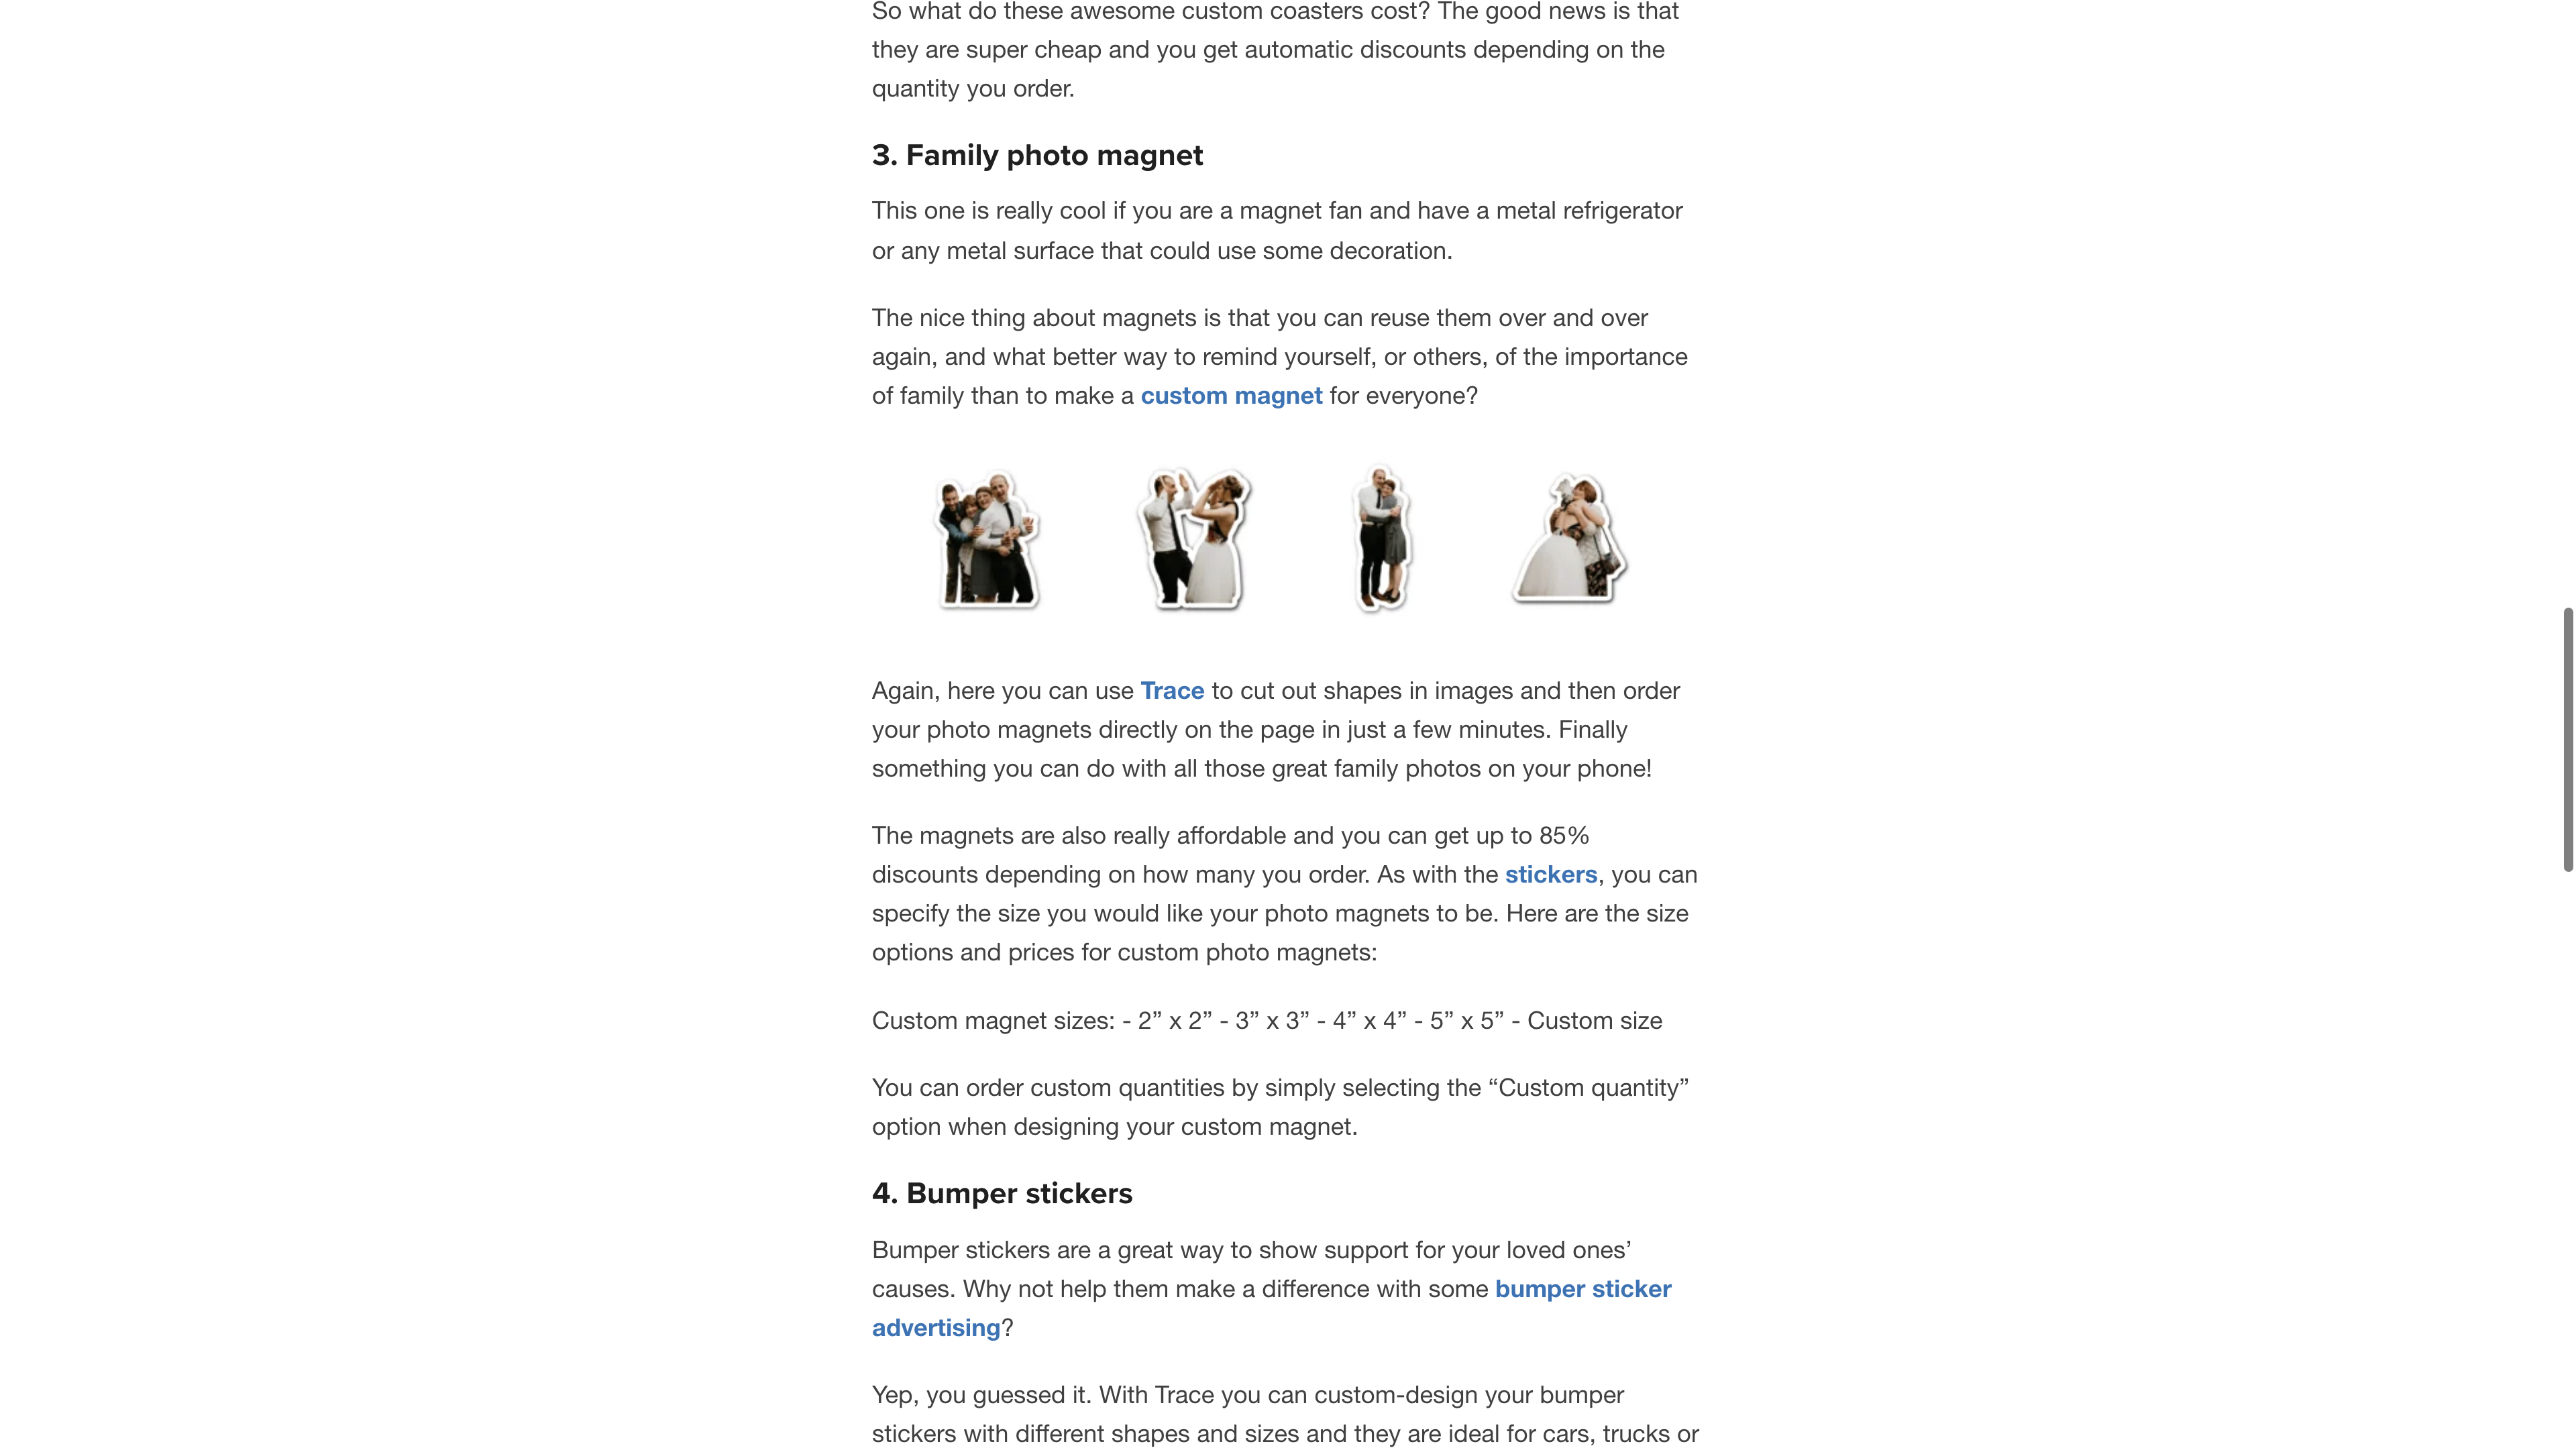 So what do these awesome custom coasters cost? The good news is that
they are super cheap and you get automatic discounts depending on the
quantity you order.
3. Family photo magnet
This one is really cool if you are a magnet fan and have a metal refrigerator
or any metal surface that could use some decoration.
The nice thing about magnets is that you can reuse them over and over
again, and what better way to remind yourself, or others, of the importance
of family than to make a custom magnet for everyone?
Again, here you can use Trace to cut out shapes in images and then order
your photo magnets directly on the page in just a few minutes. Finally
something you can do with all those great family photos on your phone!
The magnets are also really affordable and you can get up to 85%
discounts depending on how many you order. As with the stickers, you can
specify the size you would like your photo magnets to be. Here are the size
options and prices for custom photo magnets:
Custom magnet sizes: - 2” x 2” - 3” x 3” - 4” x 4” - 5” x 5” - Custom size
You can order custom quantities by simply selecting the “Custom quantity”
option when designing your custom magnet.
4. Bumper stickers
Bumper stickers are a great way to show support for your loved ones’
causes. Why not help them make a difference with some bumper sticker
advertising?
Yep, you guessed it. With Trace you can custom-design your bumper
stickers with different shapes and sizes and they are ideal for cars, trucks or